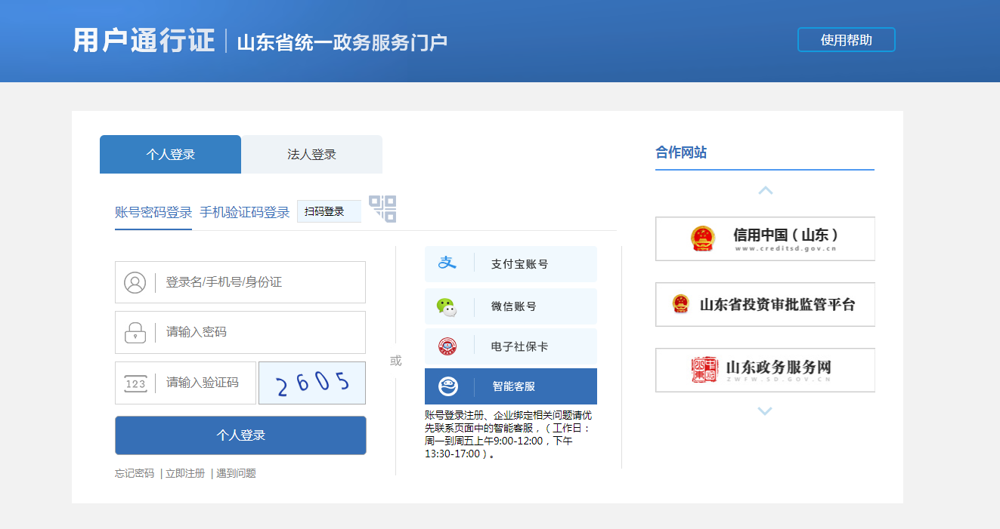 用户通行证
山东省统一政务服务门户
使用帮助
个人登录
法人登录
账号密码登录
手机验证码登录
扫码登录
登录名/手机号/身份证
请输入密码
123
请输入验证码
2605
个人登录
忘记密码 | 立即注册 | 遇到问题
或
支付宝账号
微信账号
电子社保卡
智能客服
账号登录注册、企业绑定相关问题请优
先联系页面中的智能客服，（工作日：
周一到周五上午9:00-12:00，下午
13:30-17:00）。
合作网站
信用中国（山东）
www.creditsd.gov.cn
山东省投资审批监管平台
山东政务服务网
ZWFW.SD.GOV.CN